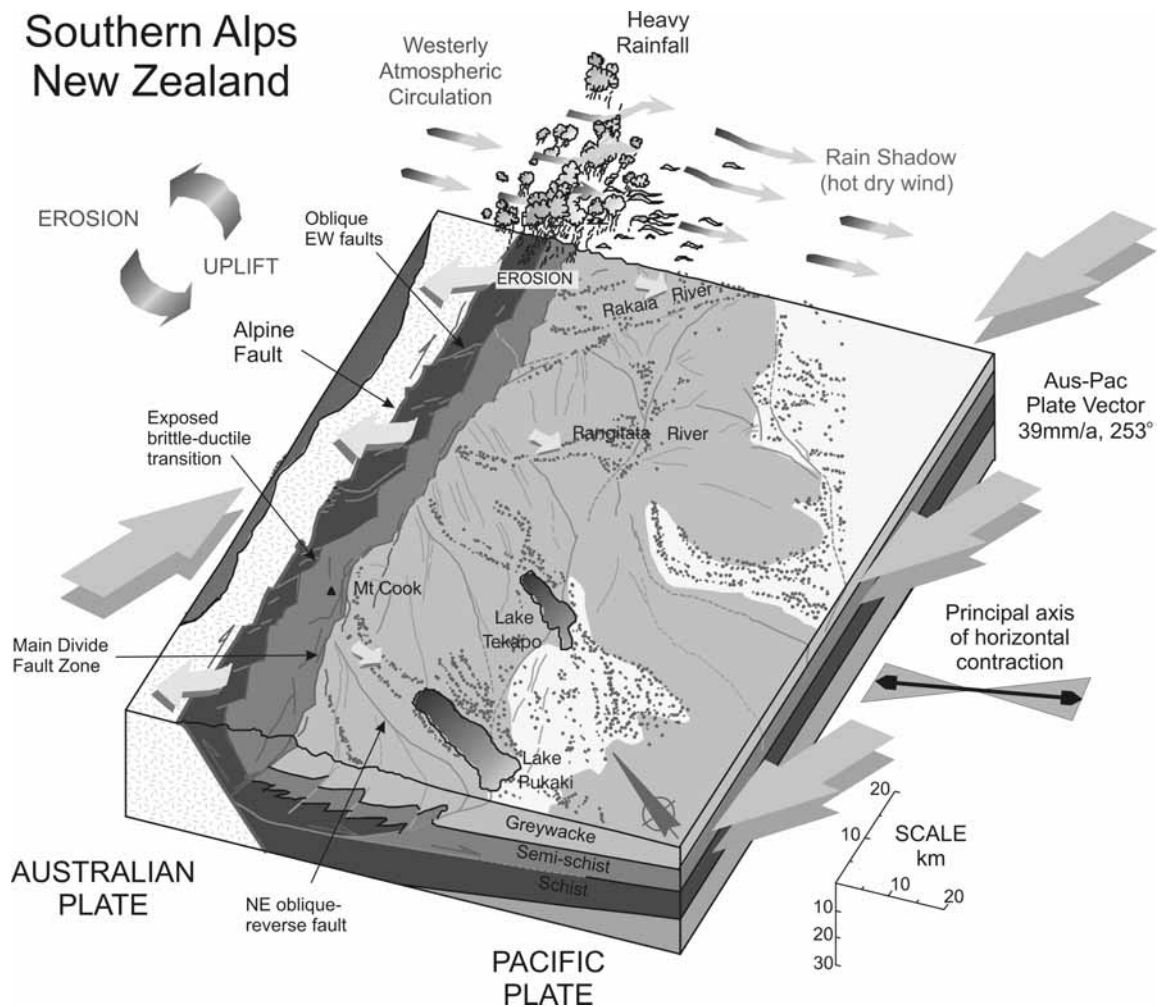 Southern Alps
New Zealand
Heavy
Rainfall
Westerly
Atmospheric
Circulation
Rain Shadow
(hot dry wind)
EROSION
UPLIFT
Oblique
EW faults
EROSION
Rakaia River
Alpine
Fault
Aus-Pac
Plate Vector
39mm/a, 253°
Exposed
brittle-ductile
transition
Rangitata River
Mt Cook
Lake
Tekapo
Principal axis
of horizontal
contraction
Main Divide
Fault Zone
Lake
Pukaki
Greywacke
Semi-schist
Schist
20
10
SCALE
km
10
20
10
20
30
AUSTRALIAN
PLATE
NE oblique-
reverse fault
PACIFIC
PLATE